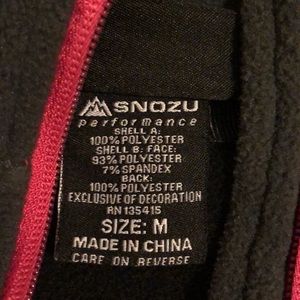 SNOZU
performance
SHELL A:
100% POLYESTER
SHELL B: FACE:
93% POLYESTER
7% SPANDEX
BACK:
100% POLYESTER
EXCLUSIVE OF DECORATION
RN 135415
SIZE: M
MADE IN CHINA
CARE ON REVERSE